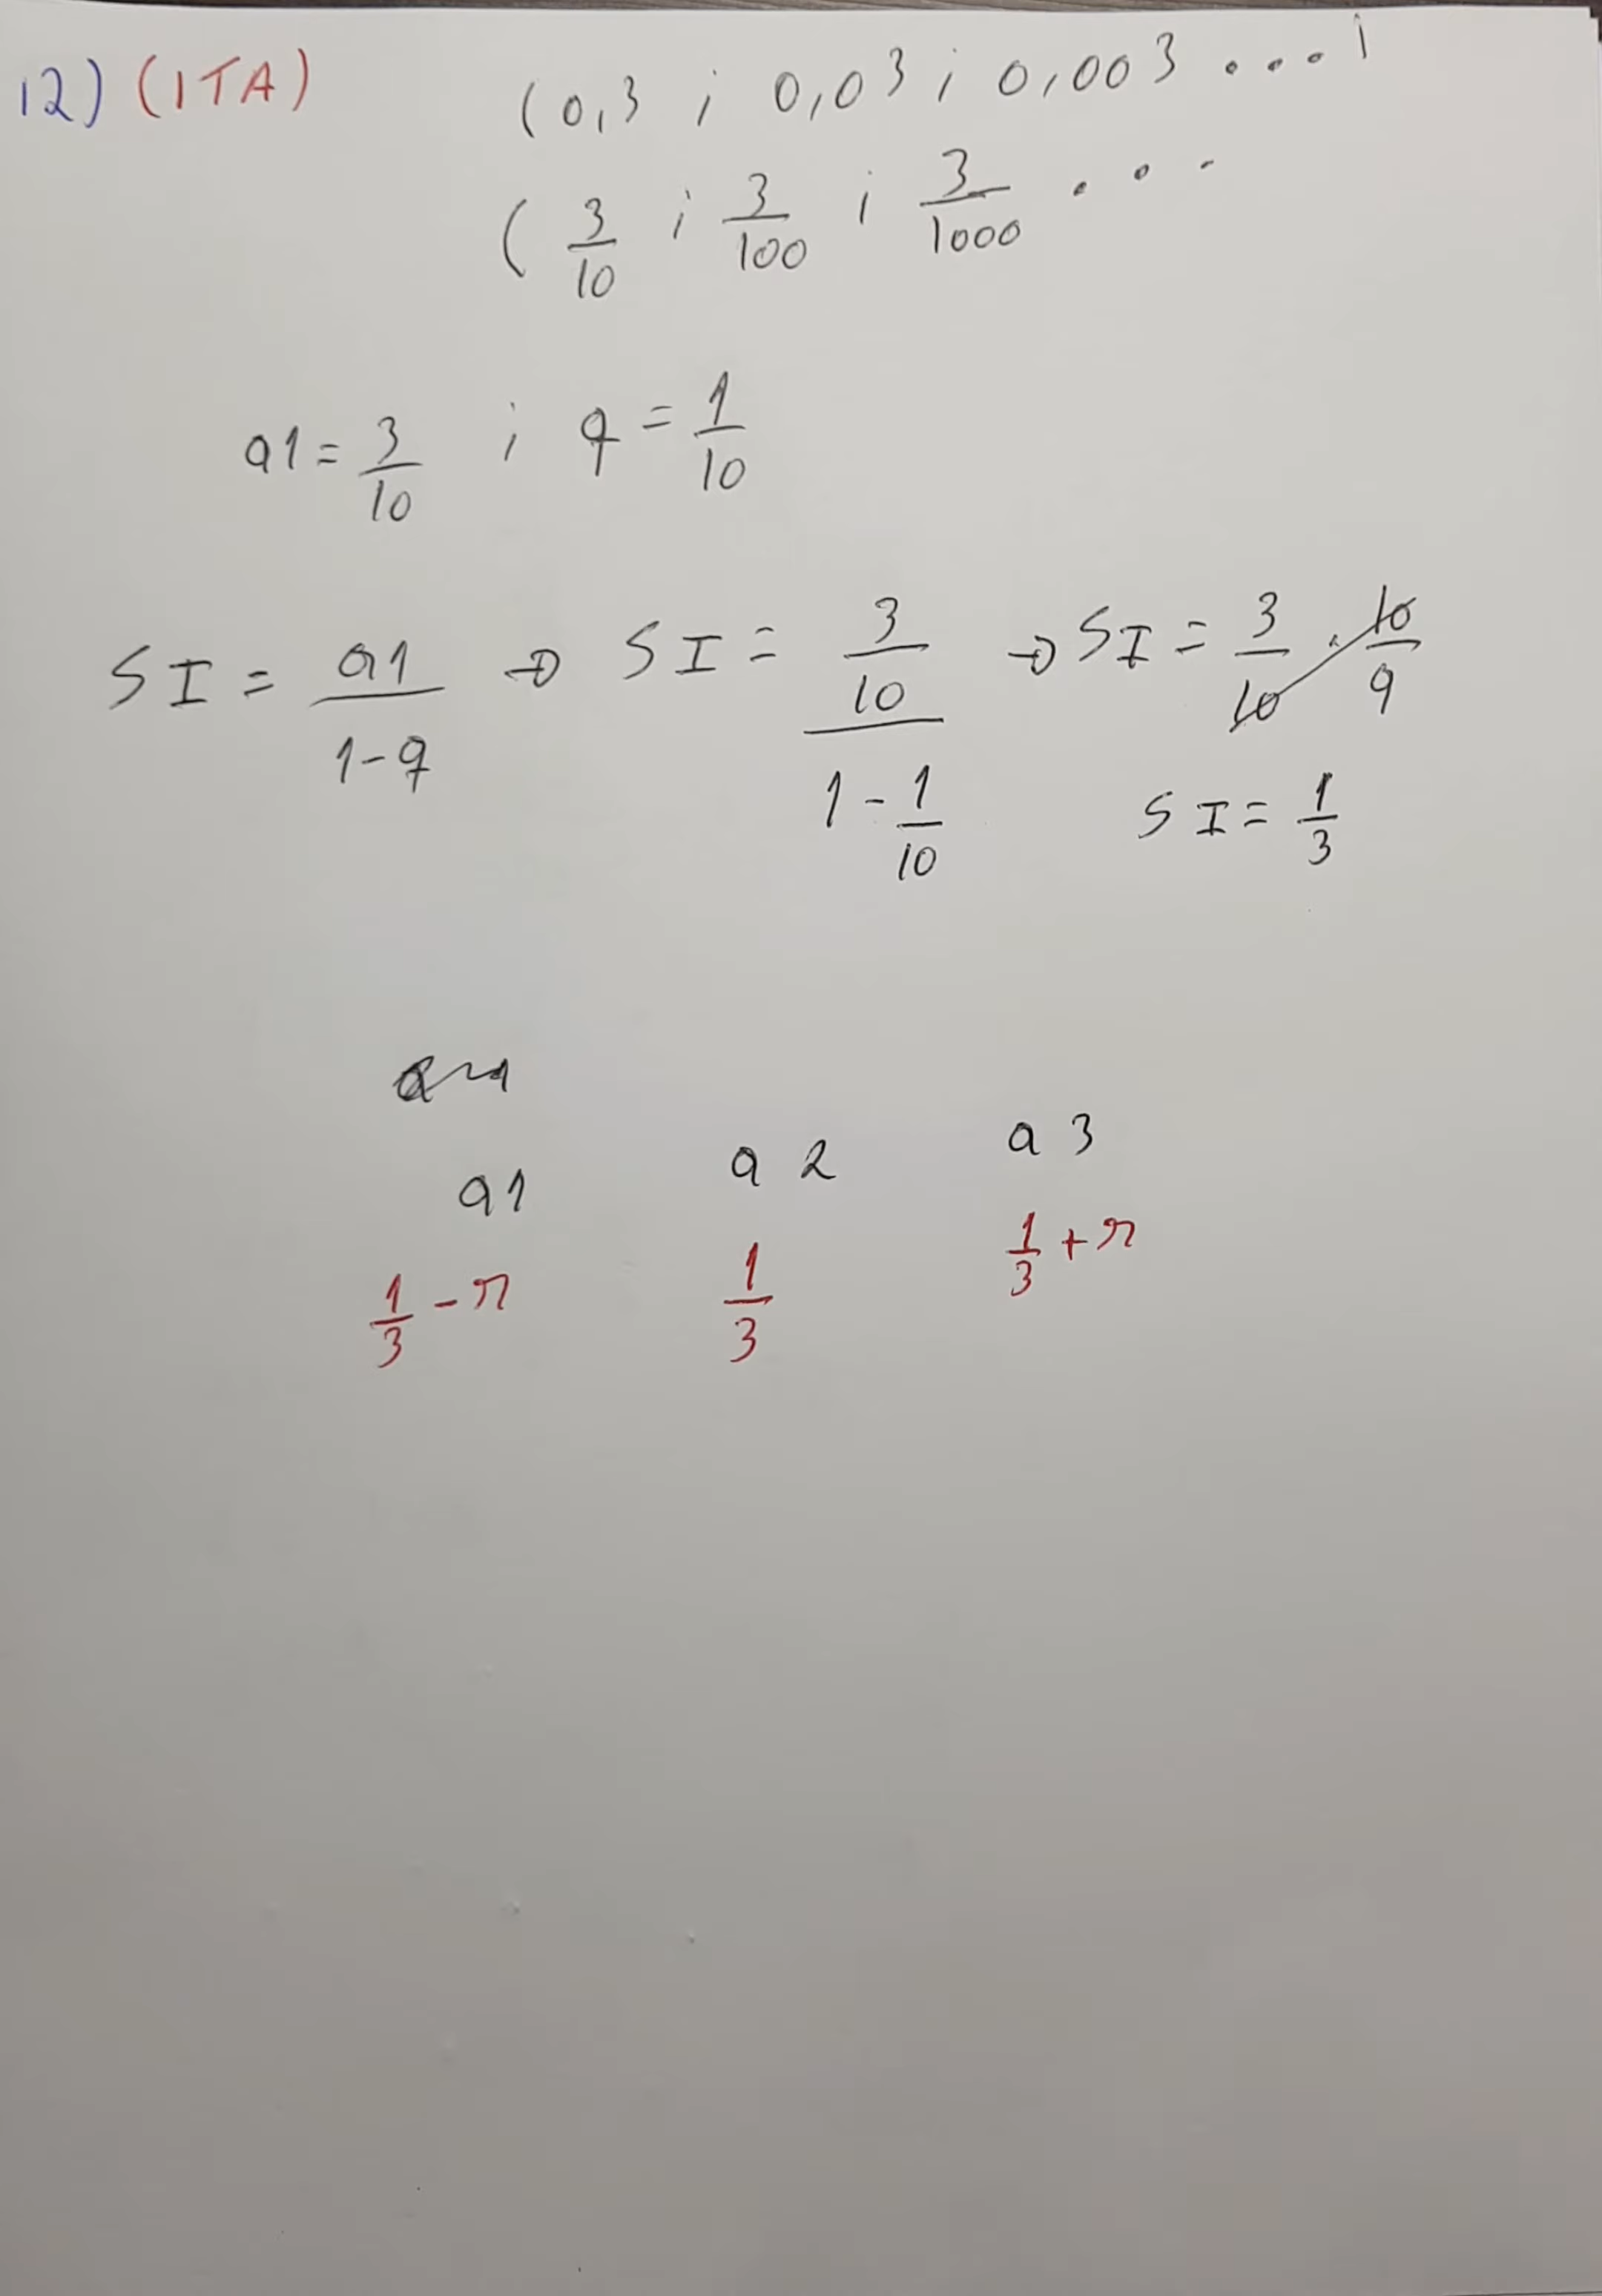 12) (ITA) (0,3 ; 0,03 ; 0,003 ....;
( 3/10 ; 3/100 ; 3/1000 ...
a1 = 3/10 ; q = 1/10
SI = a1/(1-q) → SI = (3/10)/(1 - 1/10) → SI = 3/10 . 10/9
SI = 1/3
a1 a2 a3
1/3 - r 1/3 1/3 + r